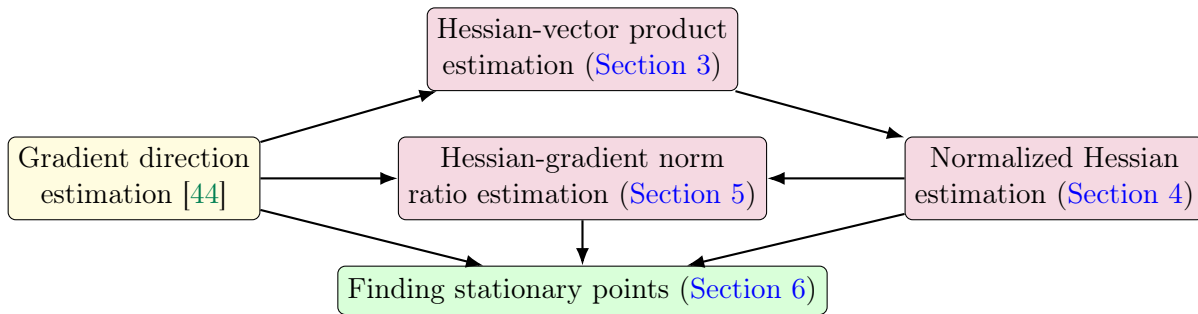 Hessian-vector product
estimation (Section 3)
Gradient direction
estimation [44]
Hessian-gradient norm
ratio estimation (Section 5)
Normalized Hessian
estimation (Section 4)
Finding stationary points (Section 6)